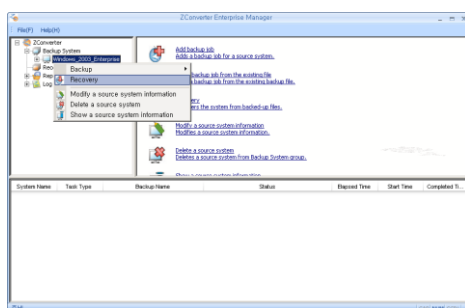 ZConverter Enterprise Manager
File(F) Help(H)
ZConverter
Backup System
Windows_2003_Enterprise
Backup
Recovery
Modify a source system information
Delete a source system
Show a source system information
Add backup job
Adds a backup job for a source system.
backup job from the existing file
backup job from the existing backup file.
the system from backed-up files.
Modify a source system information
Modifies a source system information.
Delete a source system
Deletes a source system from Backup System group.
System Name Task Type Backup Name Status Elapsed Time Start Time Completed Ti...